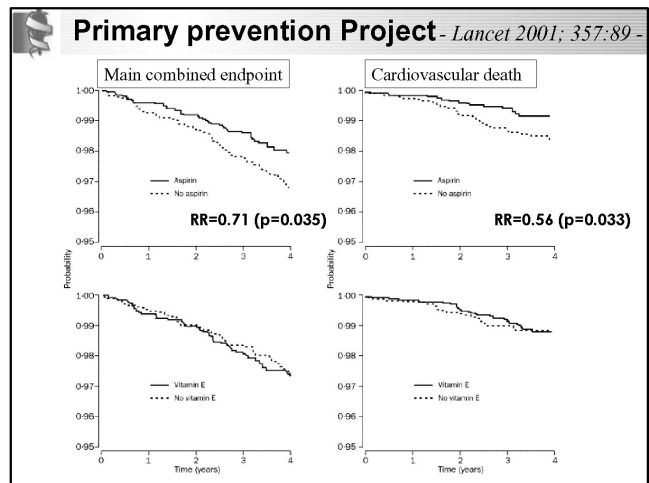 Primary prevention Project - Lancet 2001; 357:89 -
Main combined endpoint
Cardiovascular death
1·00
0·99
0·98
0·97
0·96
0·95
Aspirin
No aspirin
RR=0.71 (p=0.035)
0 1 2 3 4
1·00
0·99
0·98
0·97
0·96
0·95
Aspirin
No aspirin
RR=0.56 (p=0.033)
0 1 2 3 4
Probability
1·00
0·99
0·98
0·97
0·96
0·95
Vitamin E
No vitamin E
0 1 2 3 4
Time (years)
1·00
0·99
0·98
0·97
0·96
0·95
Vitamin E
No vitamin E
0 1 2 3 4
Time (years)